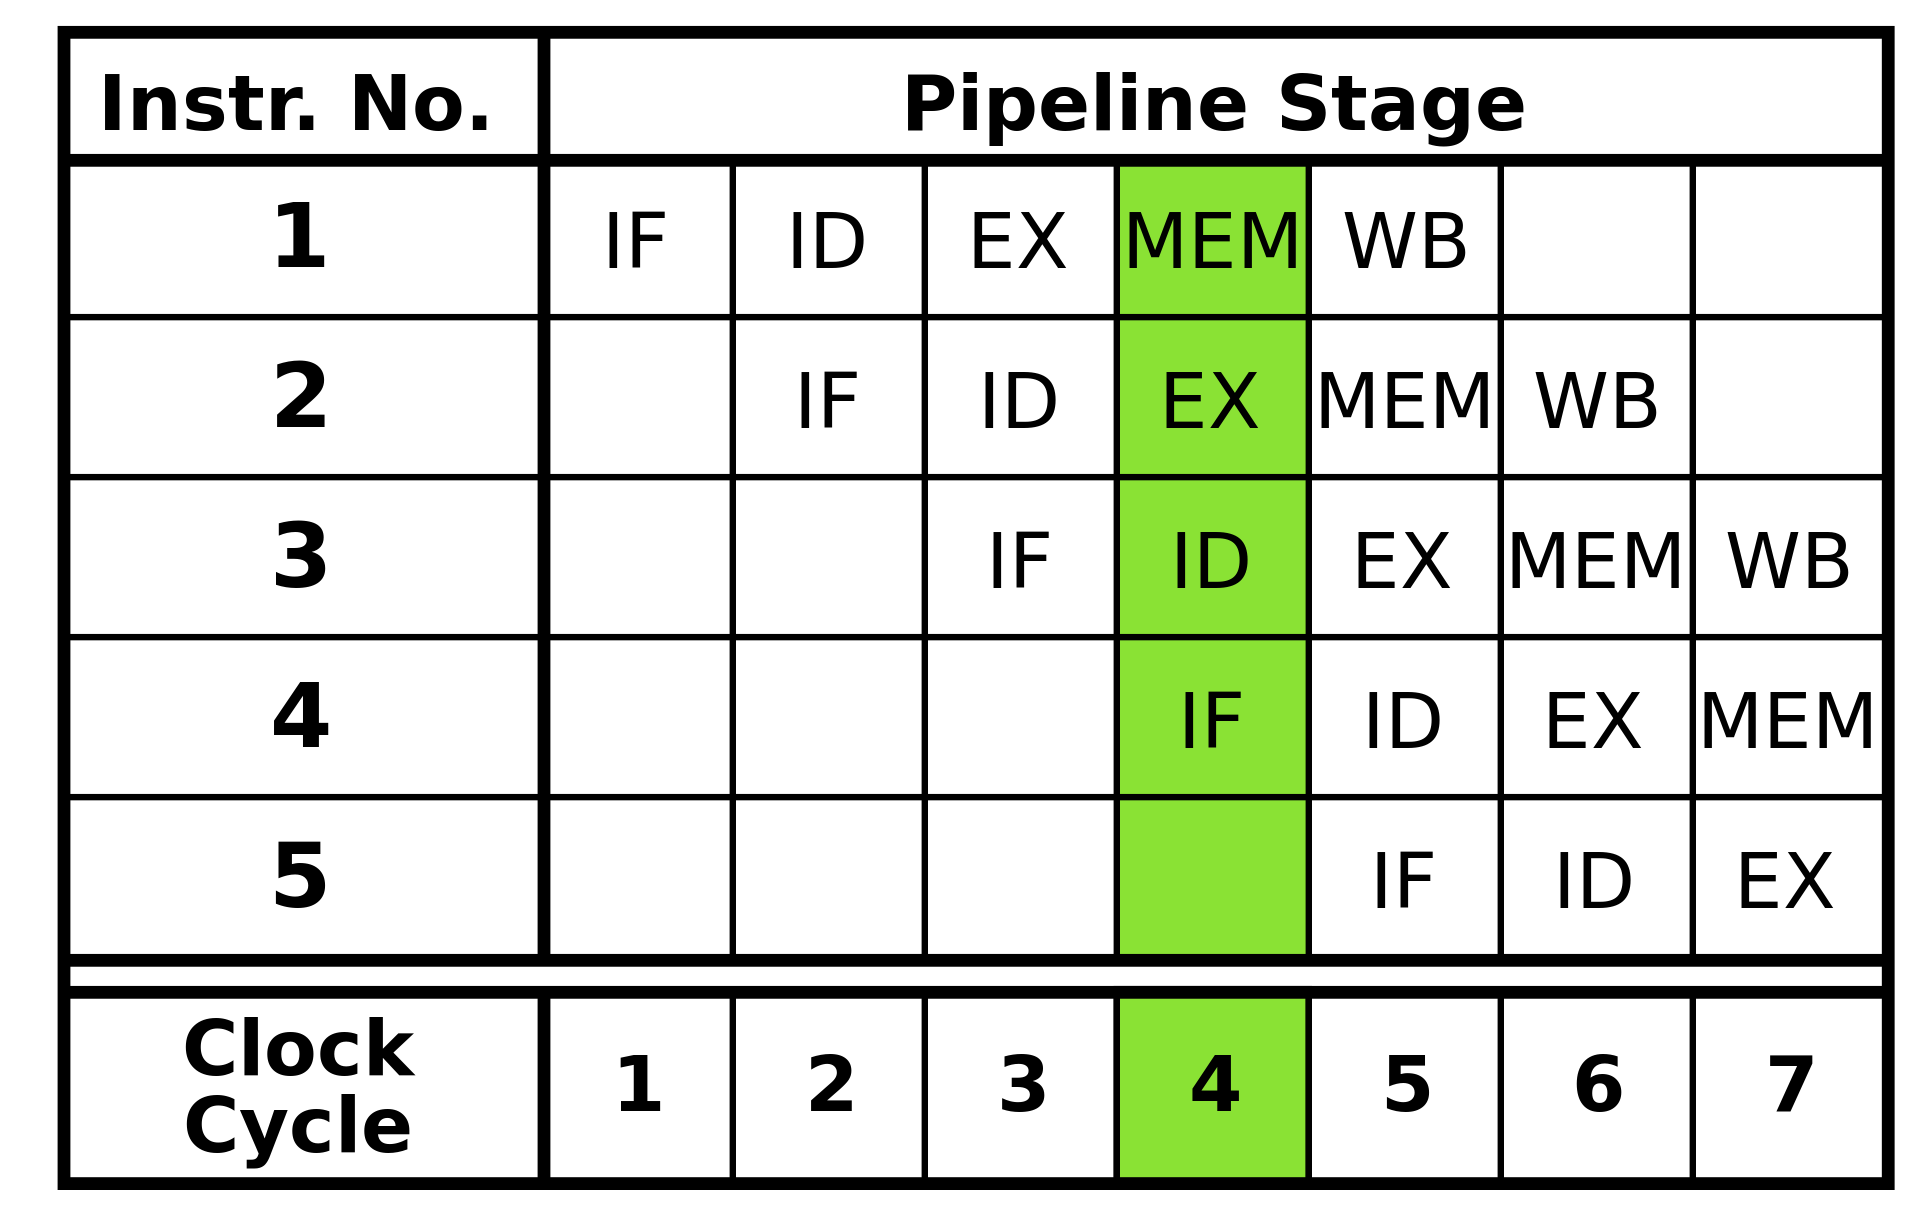 Instr. No. Pipeline Stage
1 IF ID EX MEM WB
2 IF ID EX MEM WB
3 IF ID EX MEM WB
4 IF ID EX MEM
5 IF ID EX
Clock
Cycle
1 2 3 4 5 6 7